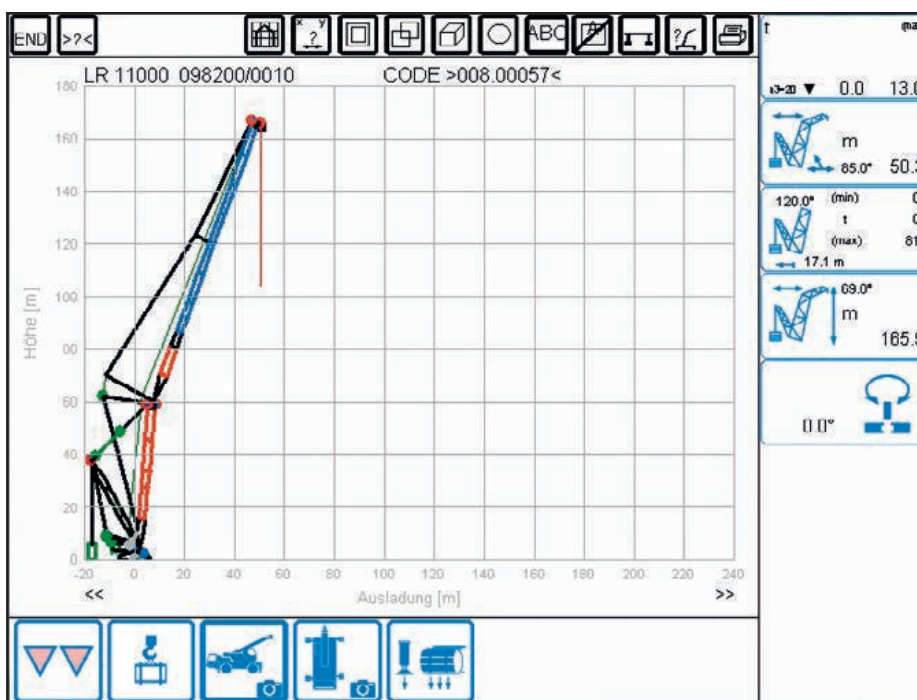 END >?< x y ? ABC A ?
LR 11000 098200/0010 CODE >008.00057<
180
160
140
120
100
80
60
40
20
0
Höhe [m]
-20 0 20 40 60 80 100 120 140 160 180 200 220 240
<< Ausladung [m] >>
t
▼ 0.0
m
85.0°
120.0° (min)
t
(max)
17.1 m
69.0°
m
0.0°